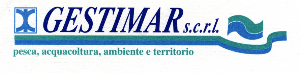 GESTIMAR s.c.r.l.
pesca, acquacoltura, ambiente e territorio